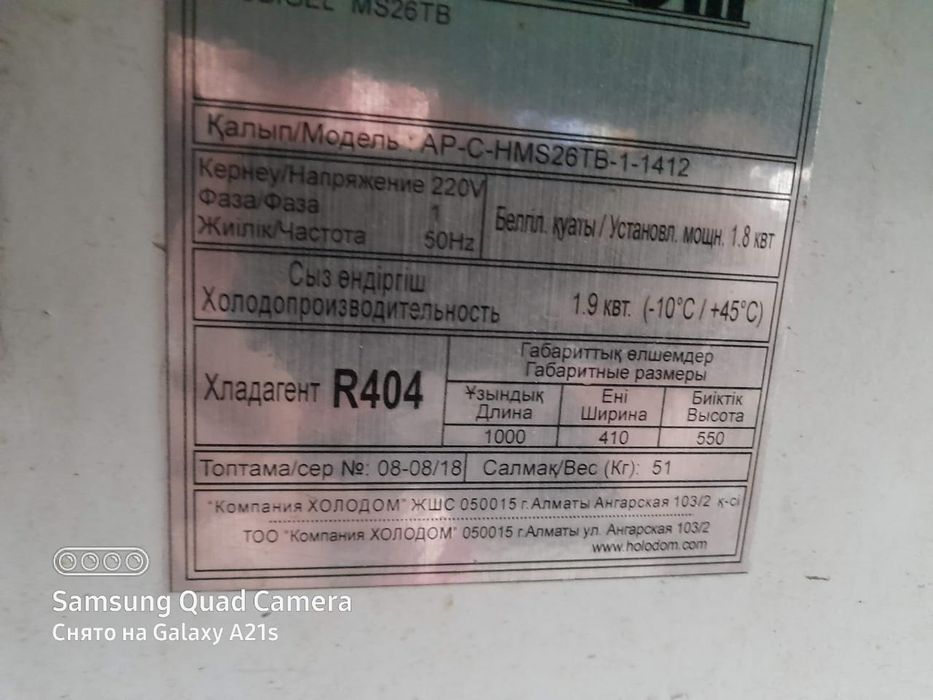 MS26TB
Қалып/Модель : AP-C-HMS26TB-1-1412
Кернеу/Напряжение 220V
Фаза/Фаза 1
Жиілік/Частота 50Hz
Белгіл. қуаты / Установл. мощн. 1.8 квт
Сыз өндіргіш
Холодопроизводительность
1.9 квт. (-10°C / +45°C)
Хладагент R404
Габариттық өлшемдер
Габаритные размеры
Ұзындық Ені Биіктік
Длина Ширина Высота
1000 410 550
Топтама/сер №: 08-08/18 Салмақ/Вес (Кг): 51
"Компания ХОЛОДОМ" ЖШС 050015 г.Алматы Ангарская 103/2 қ-сі
ТОО "Компания ХОЛОДОМ" 050015 г.Алматы ул. Ангарская 103/2
www.holodom.com
Samsung Quad Camera
Снято на Galaxy A21s